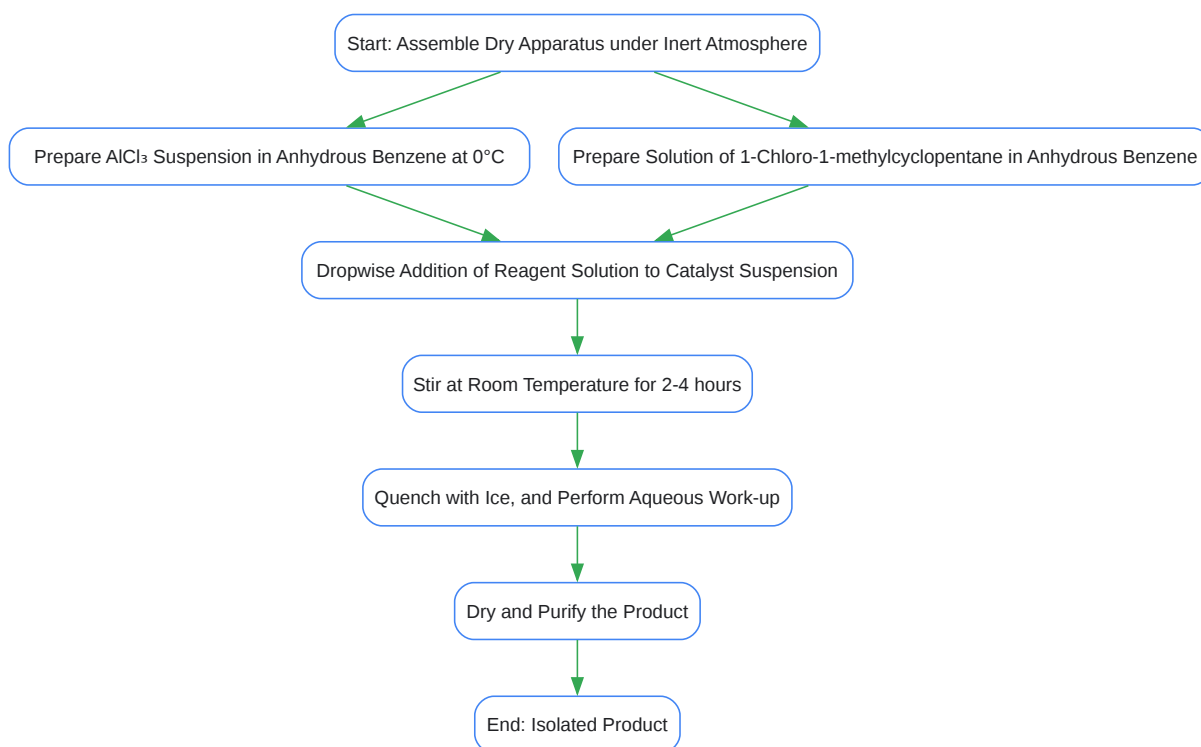 Start: Assemble Dry Apparatus under Inert Atmosphere
Prepare AlCl₃ Suspension in Anhydrous Benzene at 0°C
Prepare Solution of 1-Chloro-1-methylcyclopentane in Anhydrous Benzene
Dropwise Addition of Reagent Solution to Catalyst Suspension
Stir at Room Temperature for 2-4 hours
Quench with Ice, and Perform Aqueous Work-up
Dry and Purify the Product
End: Isolated Product